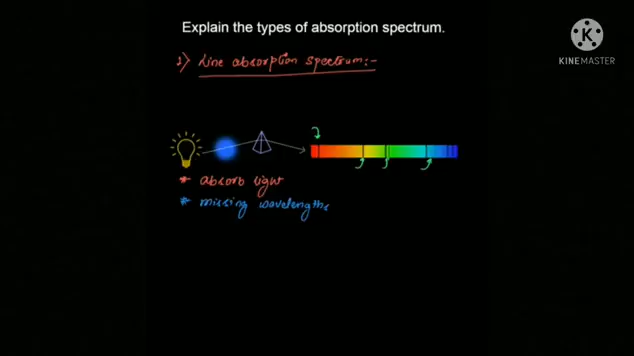 Explain the types of absorption spectrum.
KINEMASTER
1) Line absorption spectrum:-
* absorb light
* missing wavelengths